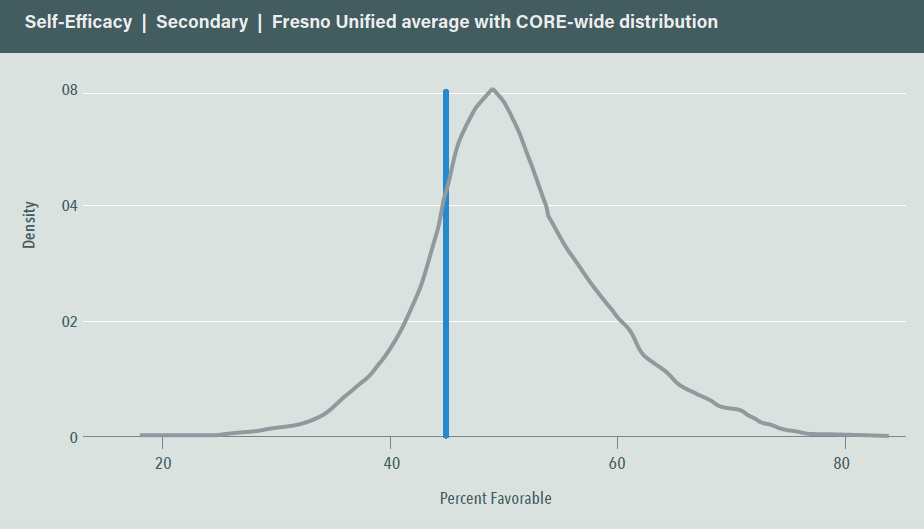 Self-Efficacy | Secondary | Fresno Unified average with CORE-wide distribution
08
04
02
0
Density
20 40 60 80
Percent Favorable